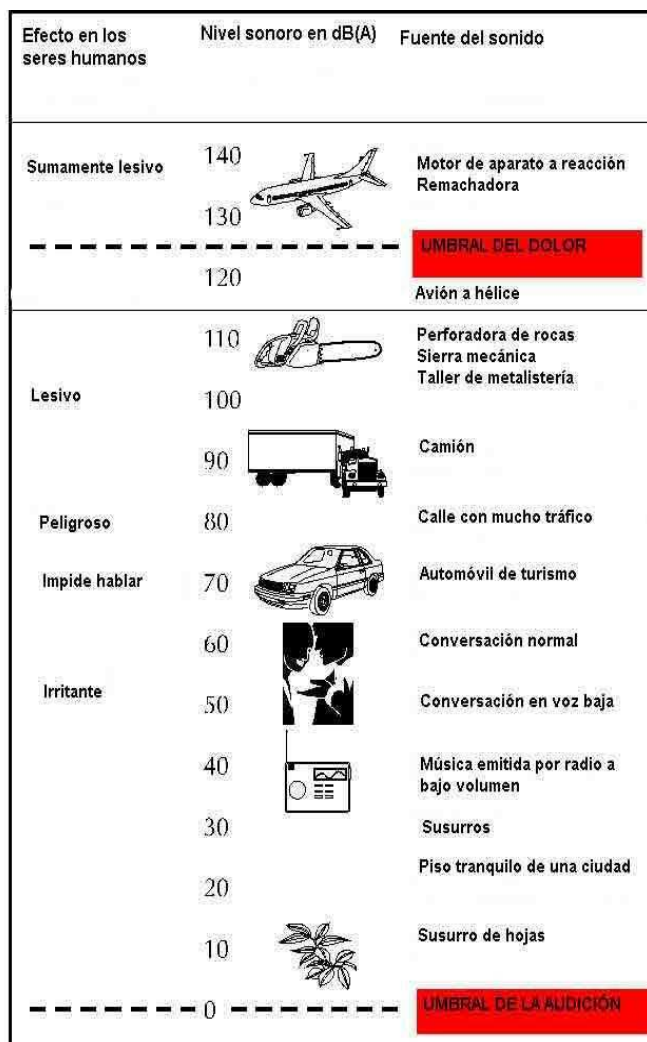 Efecto en los
seres humanos
Nivel sonoro en dB(A)
Fuente del sonido
Sumamente lesivo
140
Motor de aparato a reacción
Remachadora
130
UMBRAL DEL DOLOR
120
Avión a hélice
110
Perforadora de rocas
Sierra mecánica
Taller de metalistería
Lesivo
100
90
Camión
Peligroso
80
Calle con mucho tráfico
Impide hablar
70
Automóvil de turismo
60
Conversación normal
Irritante
50
Conversación en voz baja
40
Música emitida por radio a
bajo volumen
30
Susurros
Piso tranquilo de una ciudad
20
10
Susurro de hojas
0
UMBRAL DE LA AUDICIÓN